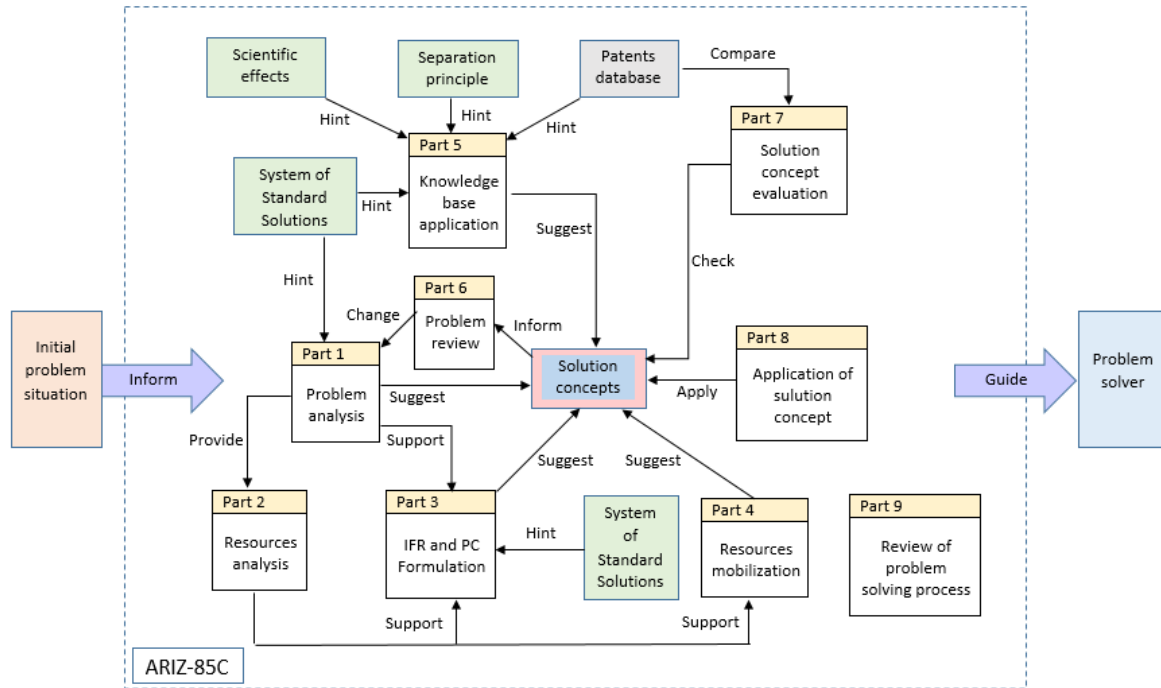 Scientific
effects
Separation
principle
Patents
database
Compare
Hint
Hint
Hint
Part 7
Solution
concept
evaluation
Part 5
Knowledge
base
application
System of
Standard
Solutions
Hint
Suggest
Hint
Check
Part 6
Problem
review
Change
Inform
Initial
problem
situation
Inform
Part 1
Problem
analysis
Suggest
Solution
concepts
Part 8
Application of
sulution
concept
Apply
Guide
Problem
solver
Provide
Support
Suggest
Suggest
Part 2
Resources
analysis
Part 3
IFR and PC
Formulation
Hint
System
of
Standard
Solutions
Part 4
Resources
mobilization
Part 9
Review of
problem
solving process
Support
Support
ARIZ-85C